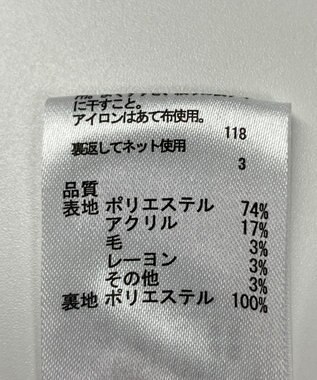 に干すこと。
アイロンはあて布使用。
118
裏返してネット使用
3
品質
表地 ポリエステル 74%
アクリル 17%
毛 3%
レーヨン 3%
その他 3%
裏地 ポリエステル 100%